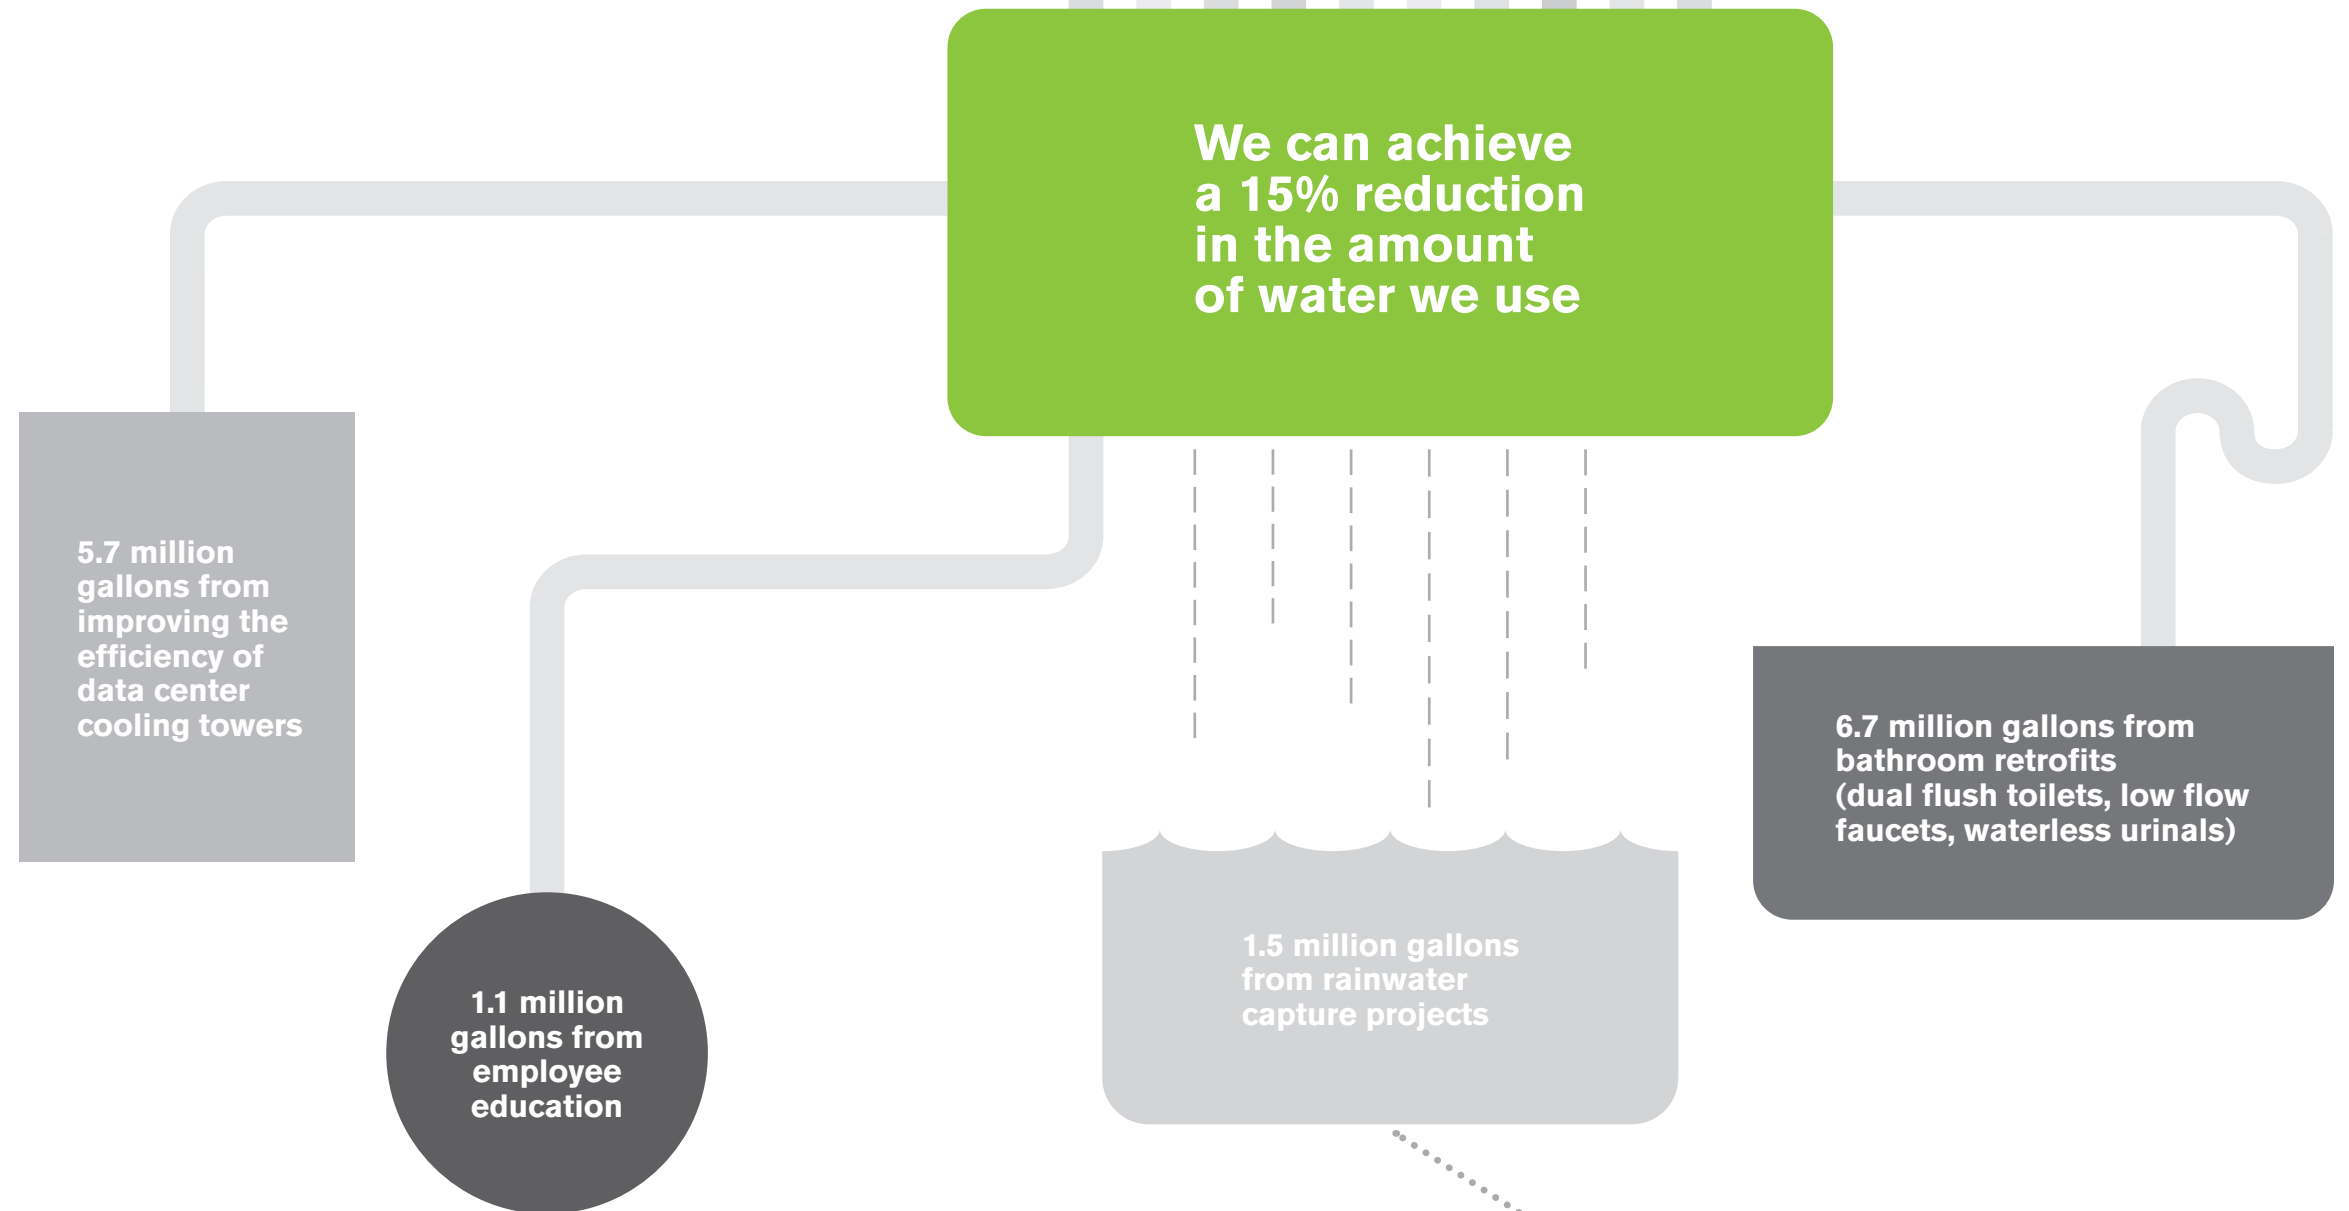 We can achieve
a 15% reduction
in the amount
of water we use
5.7 million
gallons from
improving the
efficiency of
data center
cooling towers
6.7 million gallons from
bathroom retrofits
(dual flush toilets, low flow
faucets, waterless urinals)
1.5 million gallons
from rainwater
capture projects
1.1 million
gallons from
employee
education